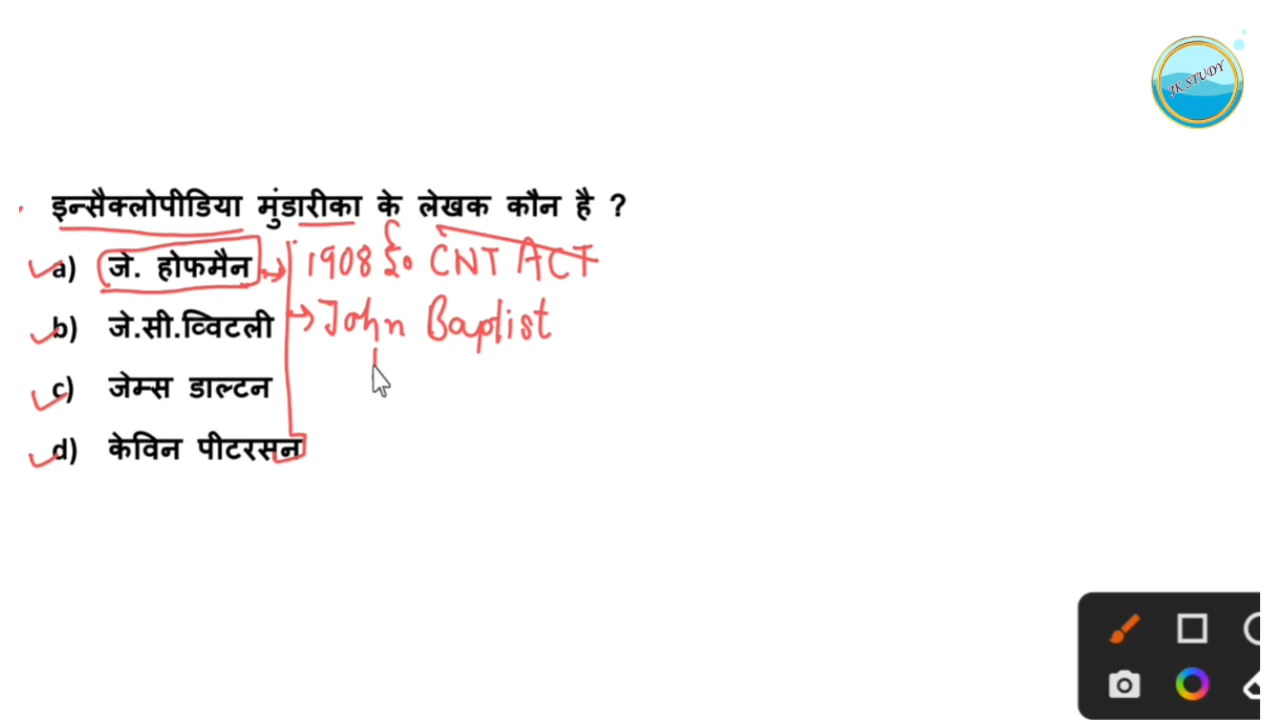 JK STUDY
इन्सैक्लोपीडिया मुंडारीका के लेखक कौन है ?
a) जे. होफमैन → 1908 ई० CNT ACT
→ John Baptist
b) जे.सी.व्विटली
c) जेम्स डाल्टन
d) केविन पीटरसन